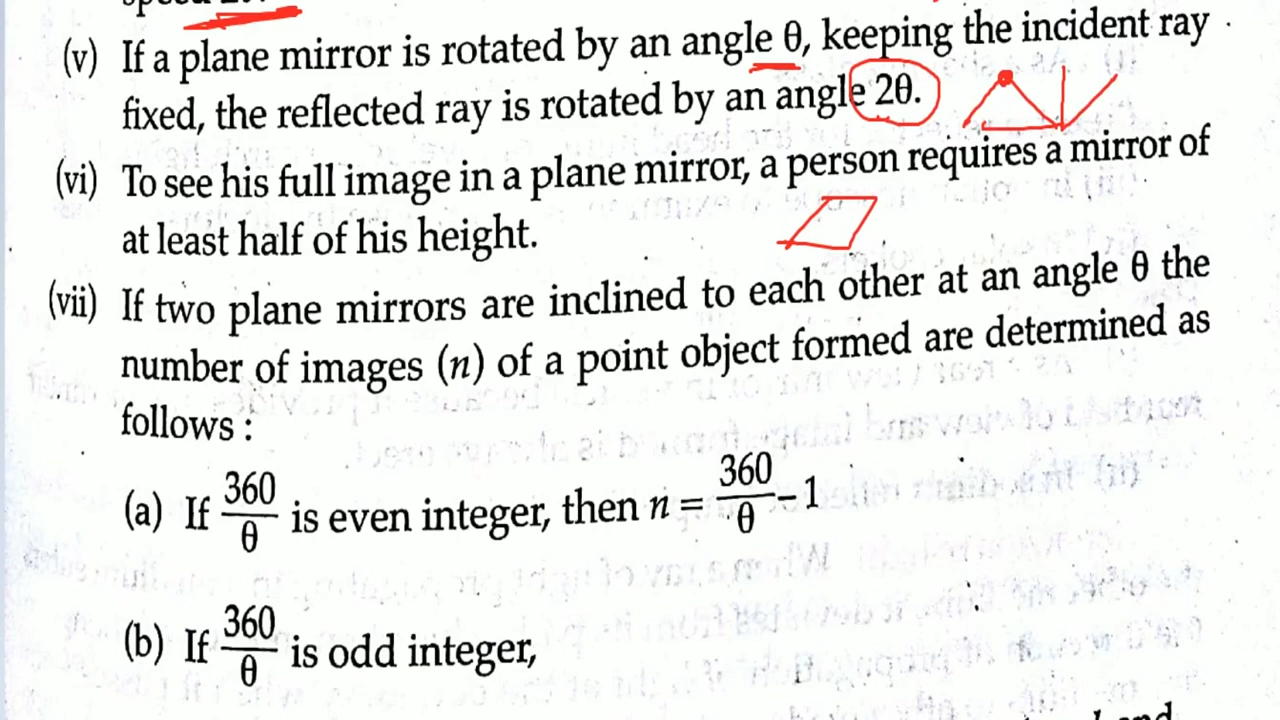 (v) If a plane mirror is rotated by an angle θ, keeping the incident ray
fixed, the reflected ray is rotated by an angle 2θ.
(vi) To see his full image in a plane mirror, a person requires a mirror of
at least half of his height.
(vii) If two plane mirrors are inclined to each other at an angle θ the
number of images (n) of a point object formed are determined as
follows :
(a) If 360/θ is even integer, then n = 360/θ – 1
(b) If 360/θ is odd integer,